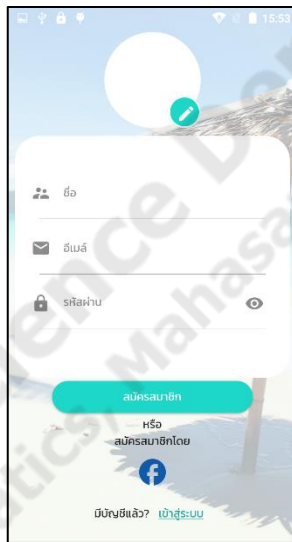 15:53
ชื่อ
อีเมล์
รหัสผ่าน
สมัครสมาชิก
หรือ
สมัครสมาชิกโดย
มีบัญชีแล้ว? เข้าสู่ระบบ